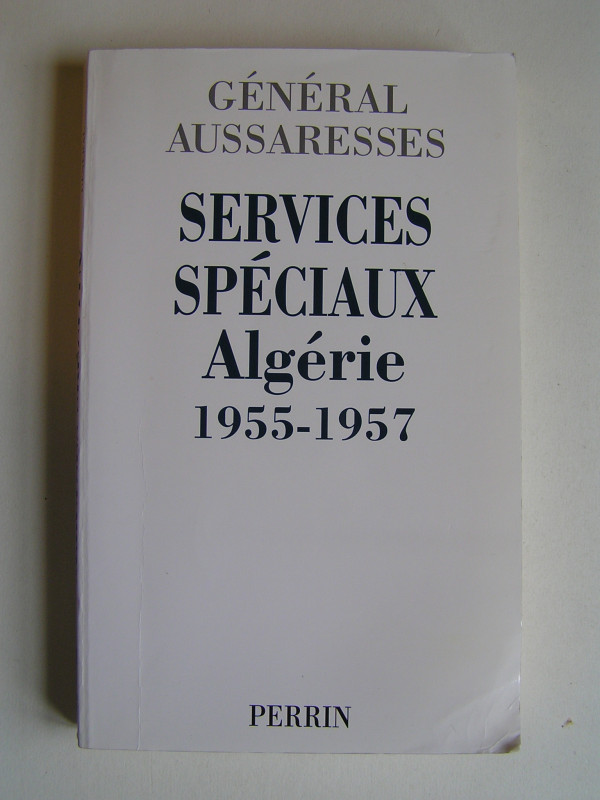 GÉNÉRAL
AUSSARESSES
SERVICES
SPÉCIAUX
Algérie
1955-1957
PERRIN